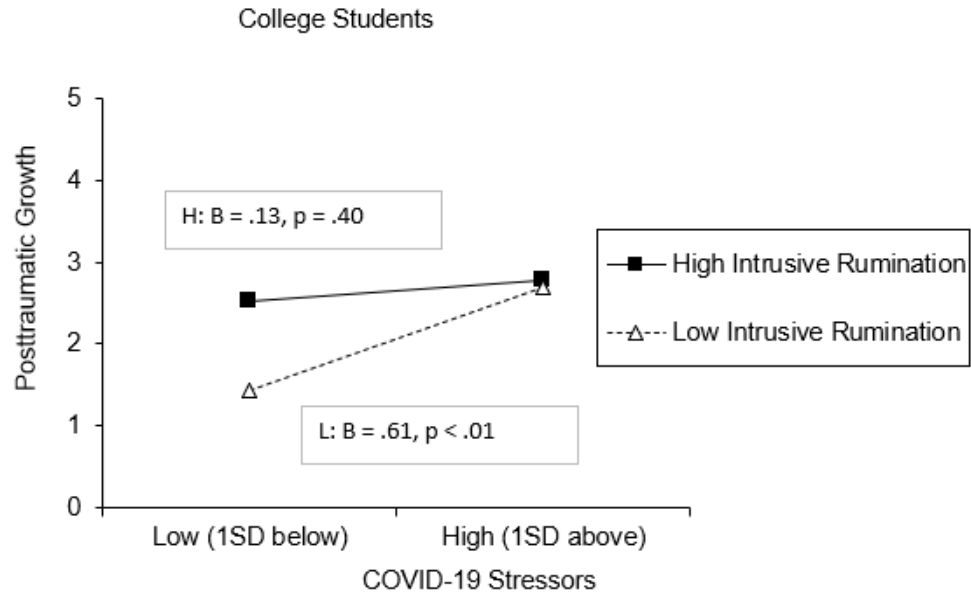 College Students
5
4
3
2
1
0
Posttraumatic Growth
H: B = .13, p = .40
L: B = .61, p < .01
High Intrusive Rumination
Low Intrusive Rumination
Low (1SD below)
High (1SD above)
COVID-19 Stressors